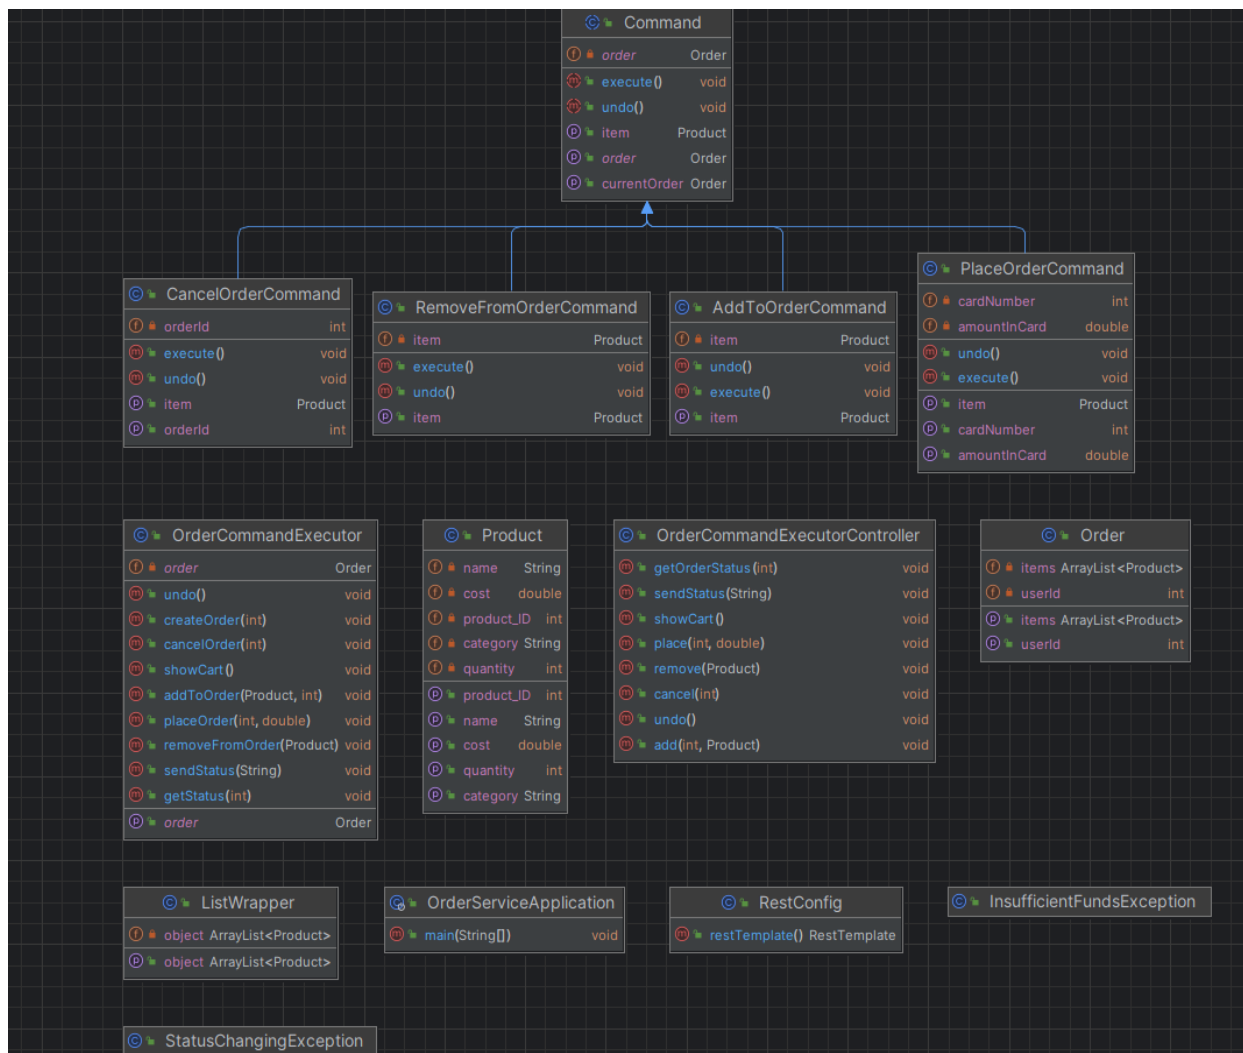 Command
order Order
execute() void
undo() void
item Product
order Order
currentOrder Order
CancelOrderCommand
orderId int
execute() void
undo() void
item Product
orderId int
RemoveFromOrderCommand
item Product
execute() void
undo() void
item Product
AddToOrderCommand
item Product
undo() void
execute() void
item Product
PlaceOrderCommand
cardNumber int
amountInCard double
undo() void
execute() void
item Product
cardNumber int
amountInCard double
OrderCommandExecutor
order Order
undo() void
createOrder(int) void
cancelOrder(int) void
showCart() void
addToOrder(Product, int) void
placeOrder(int, double) void
removeFromOrder(Product) void
sendStatus(String) void
getStatus(int) void
order Order
Product
name String
cost double
product_ID int
category String
quantity int
product_ID int
name String
cost double
quantity int
category String
OrderCommandExecutorController
getOrderStatus(int) void
sendStatus(String) void
showCart() void
place(int, double) void
remove(Product) void
cancel(int) void
undo() void
add(int, Product) void
Order
items ArrayList<Product>
userId int
items ArrayList<Product>
userId int
ListWrapper
object ArrayList<Product>
object ArrayList<Product>
OrderServiceApplication
main(String[]) void
RestConfig
restTemplate() RestTemplate
InsufficientFundsException
StatusChangingException